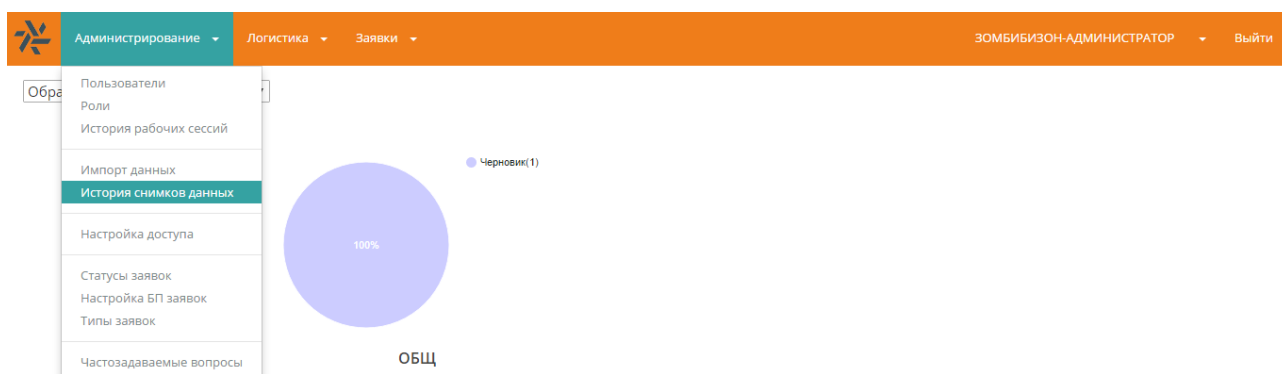 Администрирование Логистика Заявки ЗОМБИБИЗОН-АДМИНИСТРАТОР Выйти
Пользователи
Обра
Роли
История рабочих сессий
Черновик(1)
Импорт данных
История снимков данных
Настройка доступа
100%
Статусы заявок
Настройка БП заявок
Типы заявок
Частозадаваемые вопросы
ОБЩ